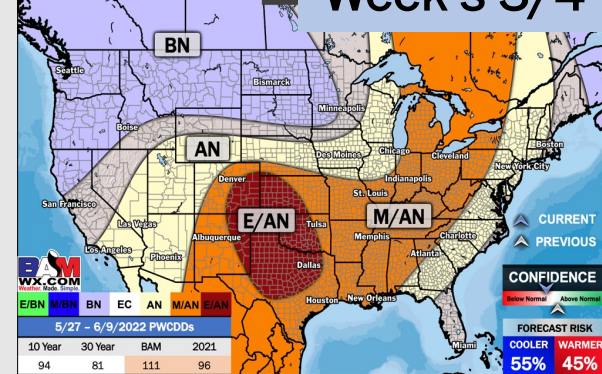 Week's 3/4
BN
Seattle
Bismarck
Minneapolis
Boise
AN
Des Moines
Chicago
Cleveland
Boston
New York City
Denver
Indianapolis
St. Louis
San Francisco
E/AN
M/AN
Las Vegas
Tulsa
Memphis
Charlotte
Albuquerque
Atlanta
Los Angeles
Phoenix
Dallas
Houston
New Orleans
Miami
CURRENT
PREVIOUS
CONFIDENCE
Below Normal
Above Normal
FORECAST RISK
COOLER WARMER
55% 45%
BAM
WX.COM
Weather. Made. Simple.
E/BN M/BN BN EC AN M/AN E/AN
5/27 – 6/9/2022 PWCDDs
10 Year 30 Year BAM 2021
94 81 111 96